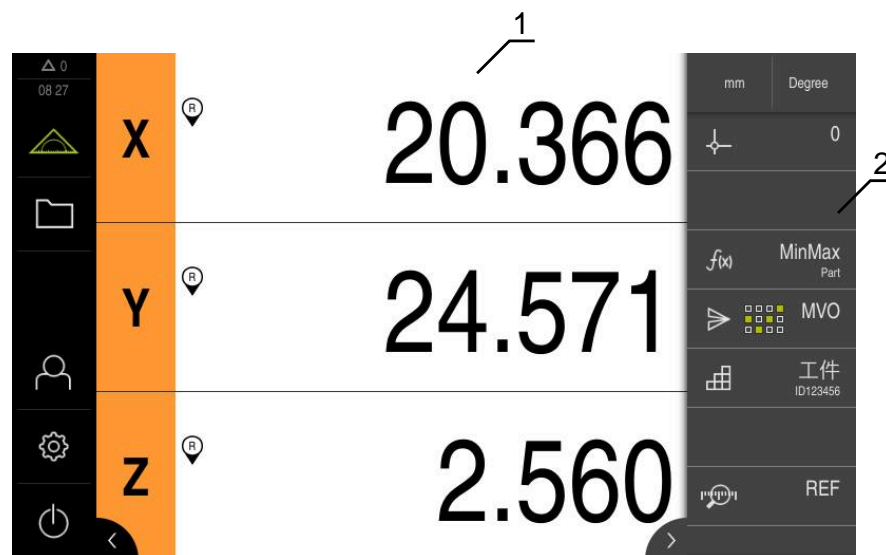 1
0
08 27
X
R
20.366
Y
R
24.571
Z
R
2.560
mm
Degree
0
2
f(x)
MinMax
Part
MVO
工件
ID123456
REF